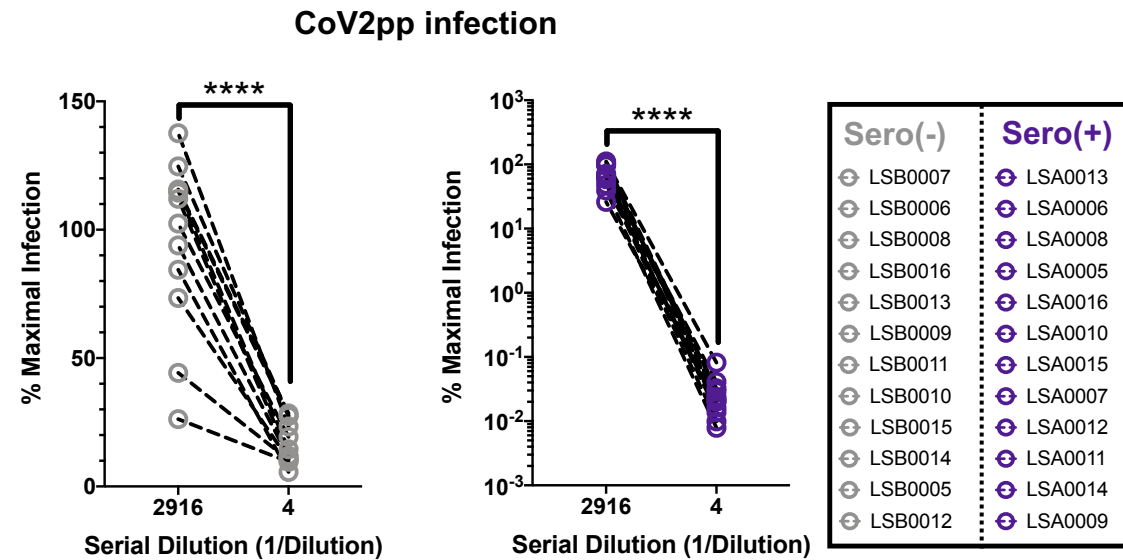 CoV2pp infection
****
150
100
50
0
% Maximal Infection
2916 4
Serial Dilution (1/Dilution)
****
10³
10²
10¹
10⁰
10⁻¹
10⁻²
10⁻³
% Maximal Infection
2916 4
Serial Dilution (1/Dilution)
Sero(-) Sero(+)
LSB0007 LSA0013
LSB0006 LSA0006
LSB0008 LSA0008
LSB0016 LSA0005
LSB0013 LSA0016
LSB0009 LSA0010
LSB0011 LSA0015
LSB0010 LSA0007
LSB0015 LSA0012
LSB0014 LSA0011
LSB0005 LSA0014
LSB0012 LSA0009